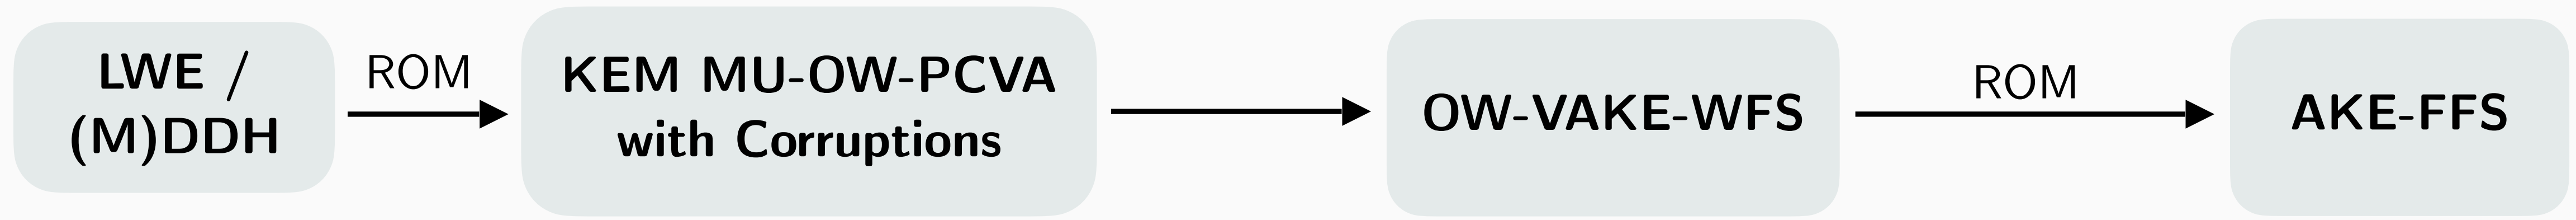 LWE /
(M)DDH
ROM
KEM MU-OW-PCVA
with Corruptions
OW-VAKE-WFS
ROM
AKE-FFS